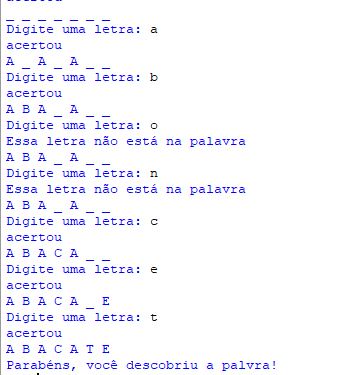 acertou
_ _ _ _ _ _ _
Digite uma letra: a
acertou
A _ A _ A _ _
Digite uma letra: b
acertou
A B A _ A _ _
Digite uma letra: o
Essa letra não está na palavra
A B A _ A _ _
Digite uma letra: n
Essa letra não está na palavra
A B A _ A _ _
Digite uma letra: c
acertou
A B A C A _ _
Digite uma letra: e
acertou
A B A C A _ E
Digite uma letra: t
acertou
A B A C A T E
Parabéns, você descobriu a palvra!